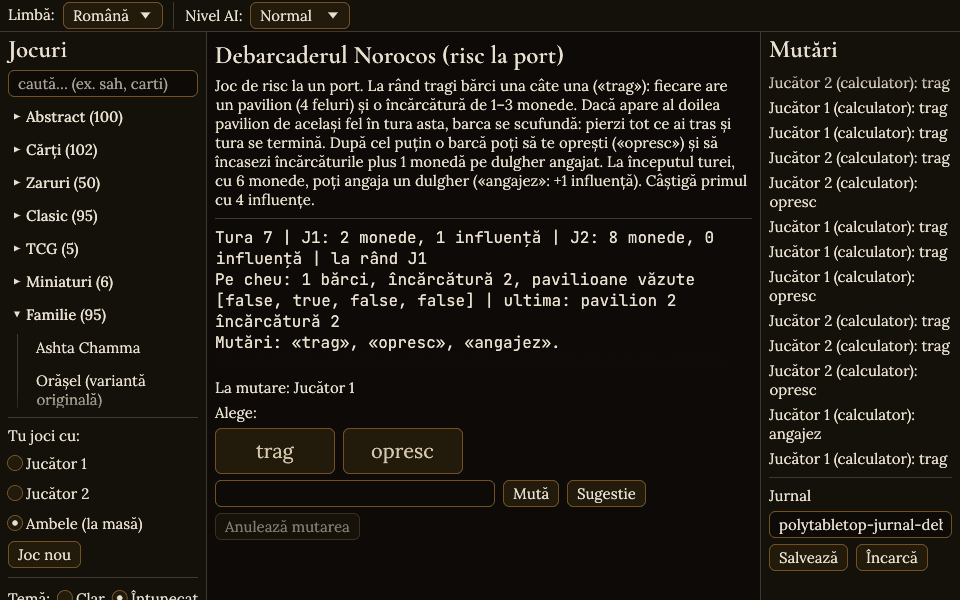 Limbă:
Română
Nivel AI:
Normal
Jocuri
caută... (ex. sah, carti)
Abstract (100)
Cărți (102)
Zaruri (50)
Clasic (95)
TCG (5)
Miniaturi (6)
Familie (95)
Ashta Chamma
Orășel (variantă
originală)
Tu joci cu:
Jucător 1
Jucător 2
Ambele (la masă)
Joc nou
Temă:
Clar
Întunecat
Debarcaderul Norocos (risc la port)
Joc de risc la un port. La rând tragi bărci una câte una («trag»): fiecare are
un pavilion (4 feluri) și o încărcătură de 1–3 monede. Dacă apare al doilea
pavilion de același fel în tura asta, barca se scufundă: pierzi tot ce ai tras și
tura se termină. După cel puțin o barcă poți să te oprești («opresc») și să
încasezi încărcăturile plus 1 monedă pe dulgher angajat. La începutul turei,
cu 6 monede, poți angaja un dulgher («angajez»: +1 influență). Câștigă primul
cu 4 influențe.
Tura 7 | J1: 2 monede, 1 influență | J2: 8 monede, 0
influență | la rând J1
Pe cheu: 1 bărci, încărcătură 2, pavilioane văzute
[false, true, false, false] | ultima: pavilion 2
încărcătură 2
Mutări: «trag», «opresc», «angajez».
La mutare: Jucător 1
Alege:
trag
opresc
Mută
Sugestie
Anulează mutarea
Mutări
Jucător 2 (calculator): trag
Jucător 1 (calculator): trag
Jucător 1 (calculator): trag
Jucător 2 (calculator): trag
Jucător 2 (calculator):
opresc
Jucător 1 (calculator): trag
Jucător 1 (calculator): trag
Jucător 1 (calculator):
opresc
Jucător 2 (calculator): trag
Jucător 2 (calculator): trag
Jucător 2 (calculator):
opresc
Jucător 1 (calculator):
angajez
Jucător 1 (calculator): trag
Jurnal
polytabletop-jurnal-deb
Salvează
Încarcă